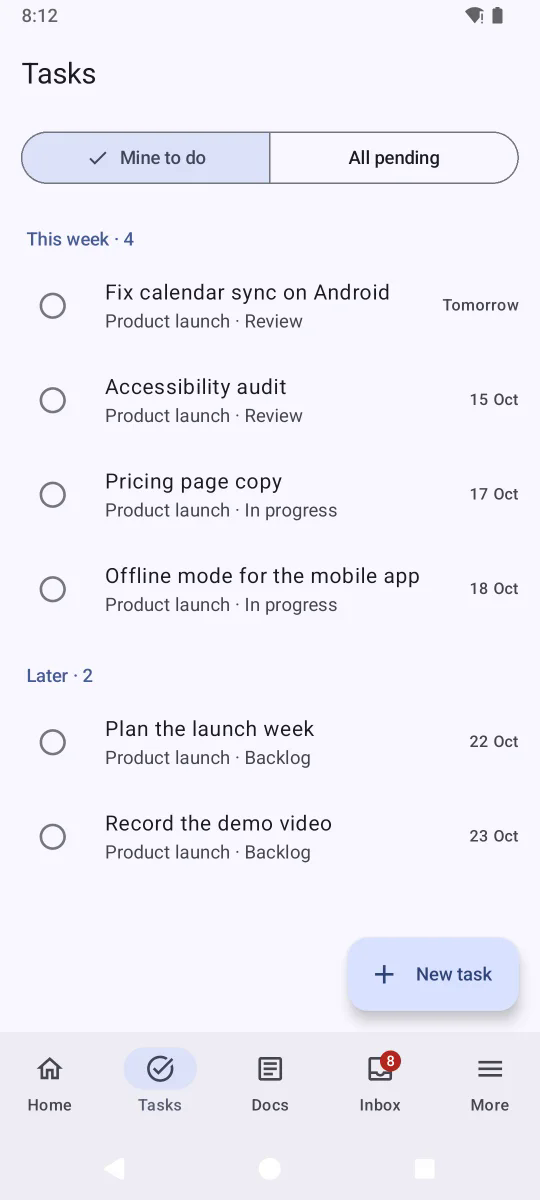 8:12
Tasks
Mine to do
All pending
This week · 4
Fix calendar sync on Android
Product launch · Review
Tomorrow
Accessibility audit
Product launch · Review
15 Oct
Pricing page copy
Product launch · In progress
17 Oct
Offline mode for the mobile app
Product launch · In progress
18 Oct
Later · 2
Plan the launch week
Product launch · Backlog
22 Oct
Record the demo video
Product launch · Backlog
23 Oct
New task
8
Home
Tasks
Docs
Inbox
More